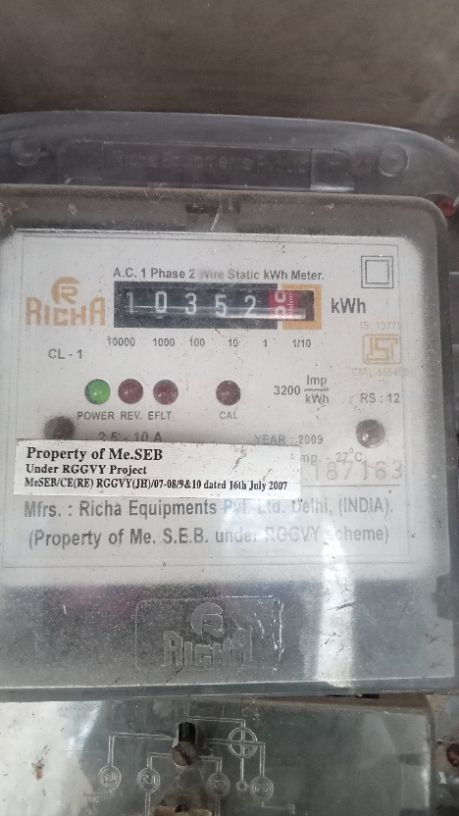 A.C. 1 Phase 2 Wire Static kWh Meter.
RICHA
10352
kWh
10000 1000 100 10 1 1/10
CL - 1
3200 Imp/kWh
RS : 12
POWER REV. EFLT CAL
YEAR : 2009
27°C
187163
Property of Me.SEB
Under RGGVY Project
MeSEB/CE(RE) RGGVY(JH)/07-08/9&10 dated 16th July 2007
Mfrs. : Richa Equipments Pvt. Ltd. Delhi, (INDIA).
(Property of Me. S.E.B. under RGGVY Scheme)
RICHA